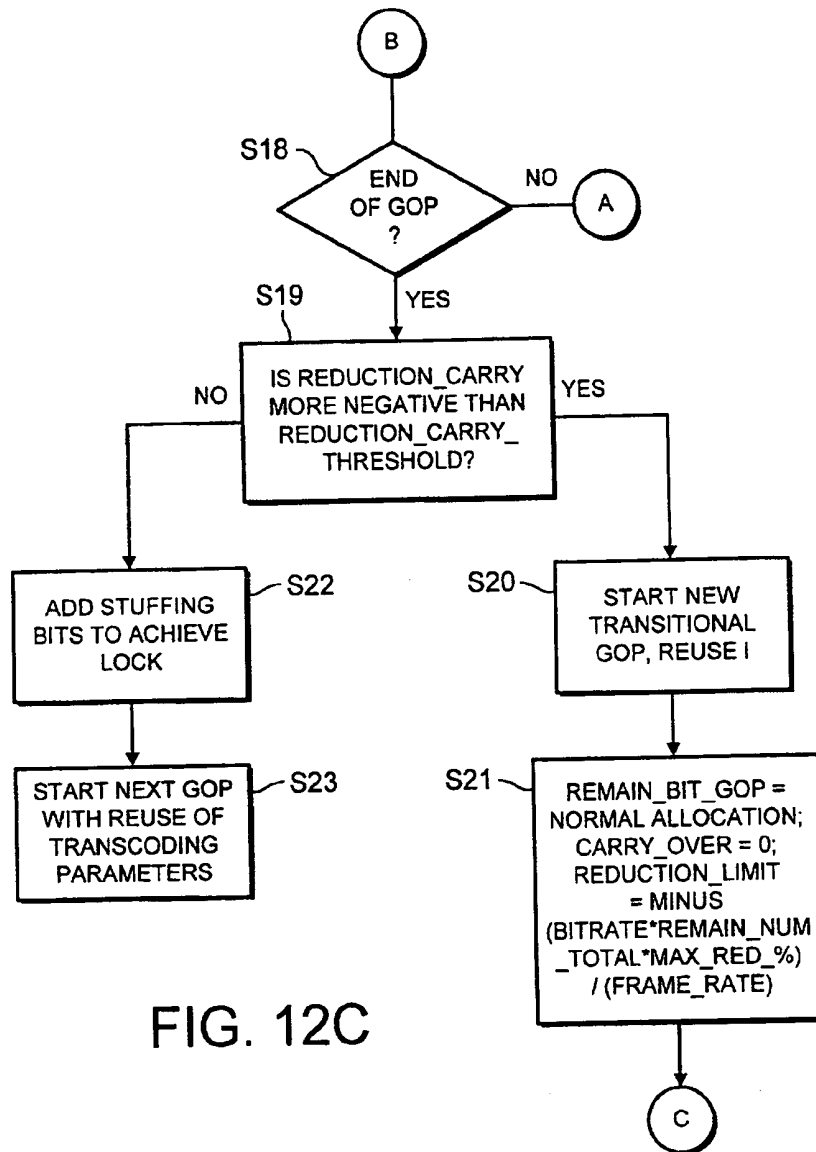 B
S18
END
OF GOP
?
NO
A
YES
S19
IS REDUCTION_CARRY
MORE NEGATIVE THAN
REDUCTION_CARRY_
THRESHOLD?
NO
YES
S22
ADD STUFFING
BITS TO ACHIEVE
LOCK
S20
START NEW
TRANSITIONAL
GOP, REUSE I
S23
START NEXT GOP
WITH REUSE OF
TRANSCODING
PARAMETERS
S21
REMAIN_BIT_GOP =
NORMAL ALLOCATION;
CARRY_OVER = 0;
REDUCTION_LIMIT
= MINUS
(BITRATE*REMAIN_NUM
_TOTAL*MAX_RED_%)
/ (FRAME_RATE)
FIG. 12C
C